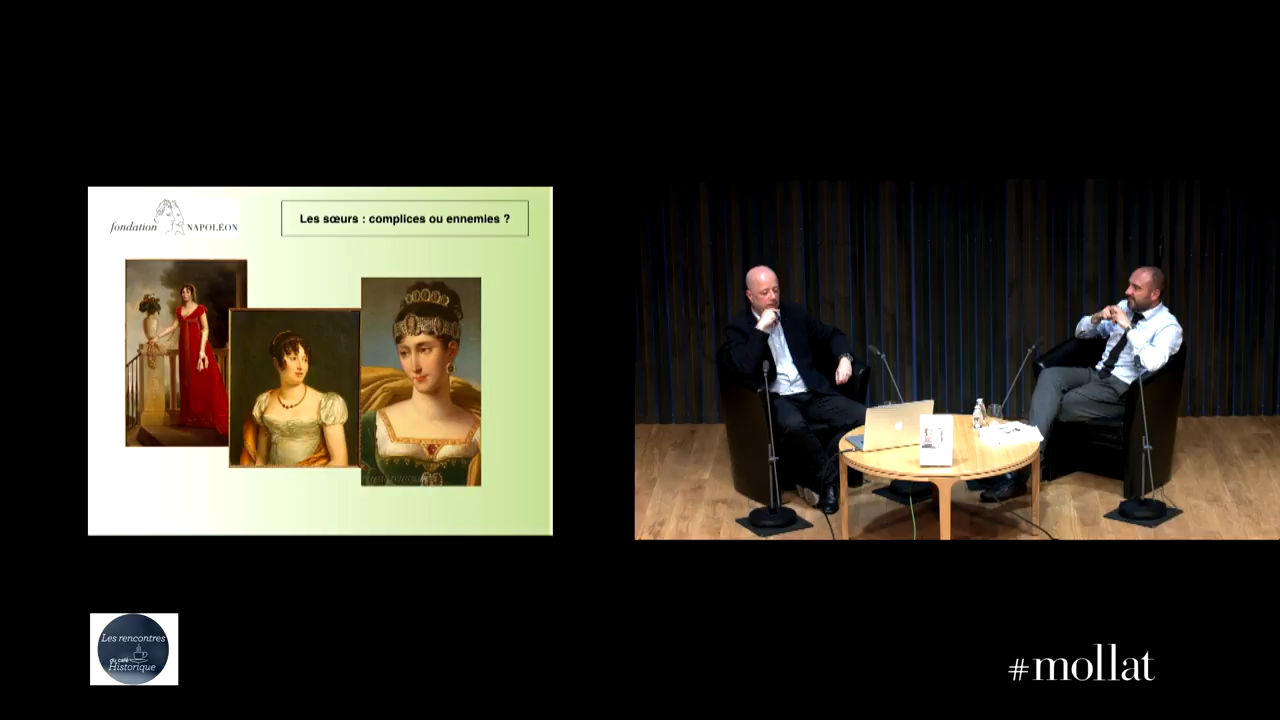 fondation NAPOLÉON
Les sœurs : complices ou ennemies ?
Les rencontres
du café
Historique
#mollat